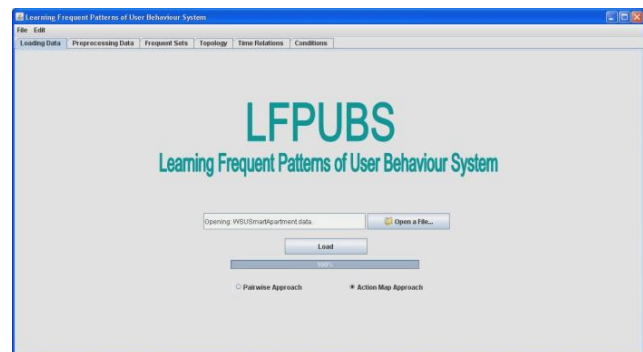 Learning Frequent Patterns of User Behaviour System
File Edit
Loading Data Preprocessing Data Frequent Sets Topology Time Relations Conditions
LFPUBS
Learning Frequent Patterns of User Behaviour System
Opening: WSUSmartApartment.data. Open a File...
Load
100%
Pairwise Approach Action Map Approach